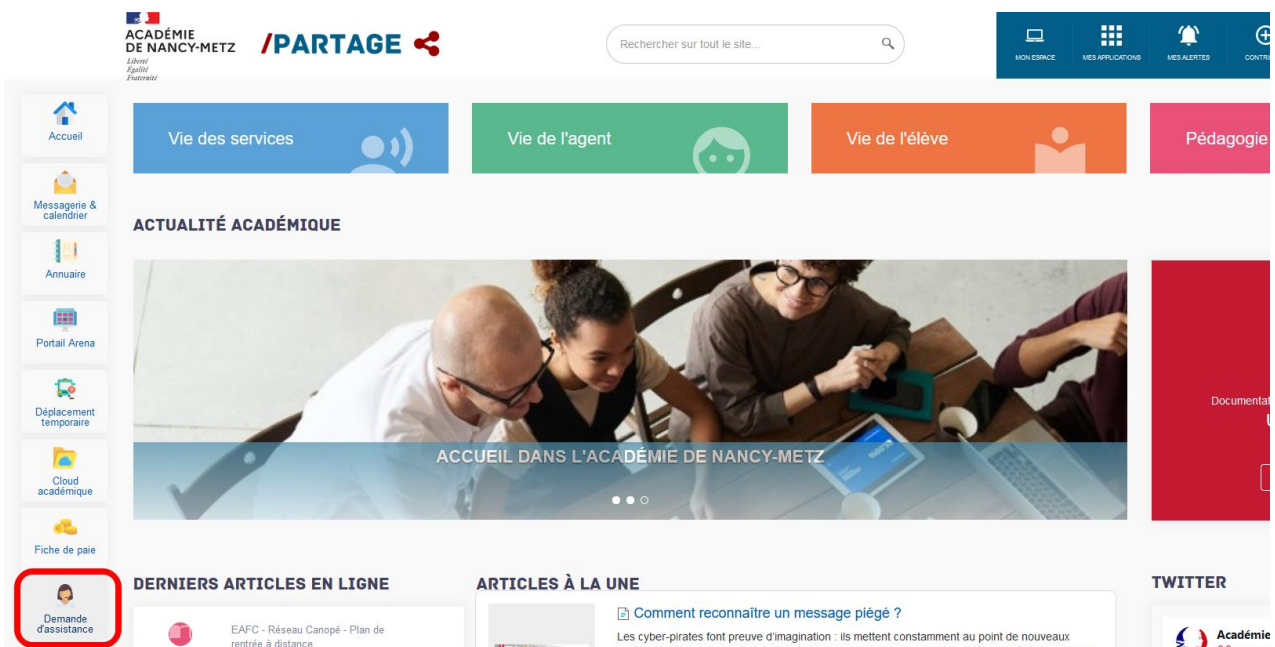 ACADÉMIE
DE NANCY-METZ
Liberté
Égalité
Fraternité
/PARTAGE
Rechercher sur tout le site...
MON ESPACE
MES APPLICATIONS
MES ALERTES
Accueil
Messagerie &
calendrier
Annuaire
Portail Arena
Déplacement
temporaire
Cloud
académique
Fiche de paie
Demande
d'assistance
Vie des services
Vie de l'agent
Vie de l'élève
Pédagogie
ACTUALITÉ ACADÉMIQUE
ACCUEIL DANS L'ACADÉMIE DE NANCY-METZ
DERNIERS ARTICLES EN LIGNE
EAFC - Réseau Canopé - Plan de
rentrée à distance
ARTICLES À LA UNE
Comment reconnaître un message piégé ?
Les cyber-pirates font preuve d'imagination : ils mettent constamment au point de nouveaux
TWITTER
Académie